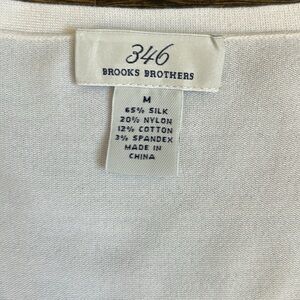 346
BROOKS BROTHERS
M
65% SILK
20% NYLON
12% COTTON
3% SPANDEX
MADE IN
CHINA